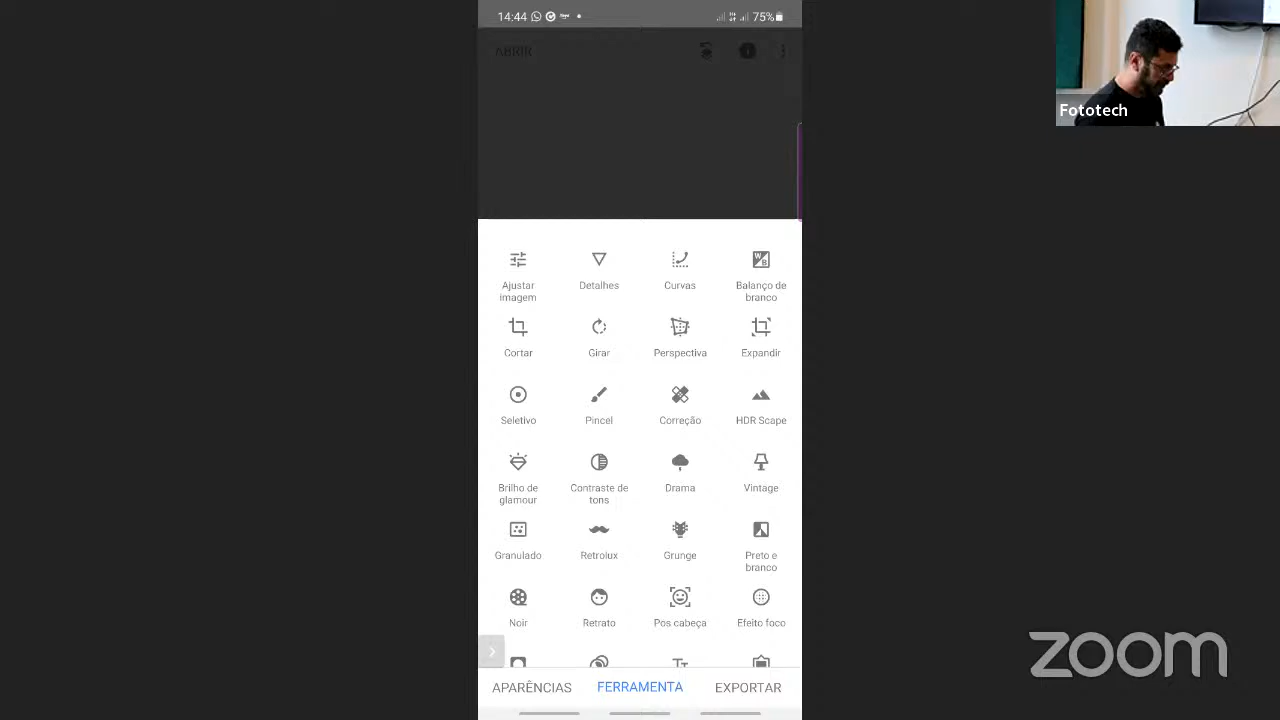 14:44
75%
ABRIR
Fototech
Ajustar
imagem
Detalhes
Curvas
Balanço de
branco
Cortar
Girar
Perspectiva
Expandir
Seletivo
Pincel
Correção
HDR Scape
Brilho de
glamour
Contraste de
tons
Drama
Vintage
Granulado
Retrolux
Grunge
Preto e
branco
Noir
Retrato
Pos cabeça
Efeito foco
APARÊNCIAS
FERRAMENTA
EXPORTAR
zoom